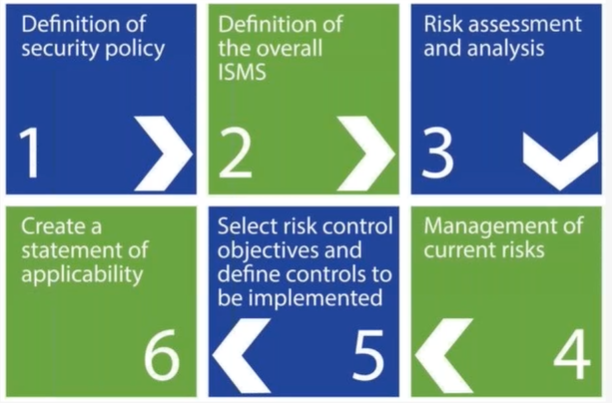 Definition of
security policy
1
Definition of
the overall
ISMS
2
Risk assessment
and analysis
3
Management of
current risks
4
Select risk control
objectives and
define controls to
be implemented
5
Create a
statement of
applicability
6